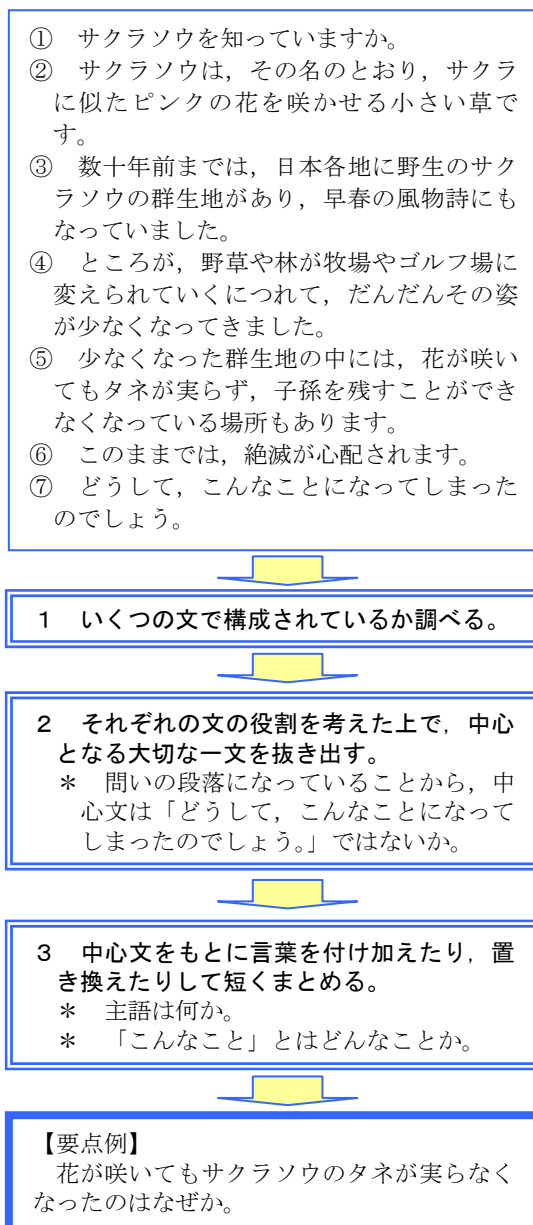 ① サクラソウを知っていますか。
② サクラソウは，その名のとおり，サクラ
に似たピンクの花を咲かせる小さい草で
す。
③ 数十年前までは，日本各地に野生のサク
ラソウの群生地があり，早春の風物詩にも
なっていました。
④ ところが，野草や林が牧場やゴルフ場に
変えられていくにつれて，だんだんその姿
が少なくなってきました。
⑤ 少なくなった群生地の中には，花が咲い
てもタネが実らず，子孫を残すことができ
なくなっている場所もあります。
⑥ このままでは，絶滅が心配されます。
⑦ どうして，こんなことになってしまった
のでしょう。
１ いくつの文で構成されているか調べる。
２ それぞれの文の役割を考えた上で，中心
となる大切な一文を抜き出す。
＊ 問いの段落になっていることから，中
心文は「どうして，こんなことになって
しまったのでしょう。」ではないか。
３ 中心文をもとに言葉を付け加えたり，置
き換えたりして短くまとめる。
＊ 主語は何か。
＊ 「こんなこと」とはどんなことか。
【要点例】
花が咲いてもサクラソウのタネが実らなく
なったのはなぜか。